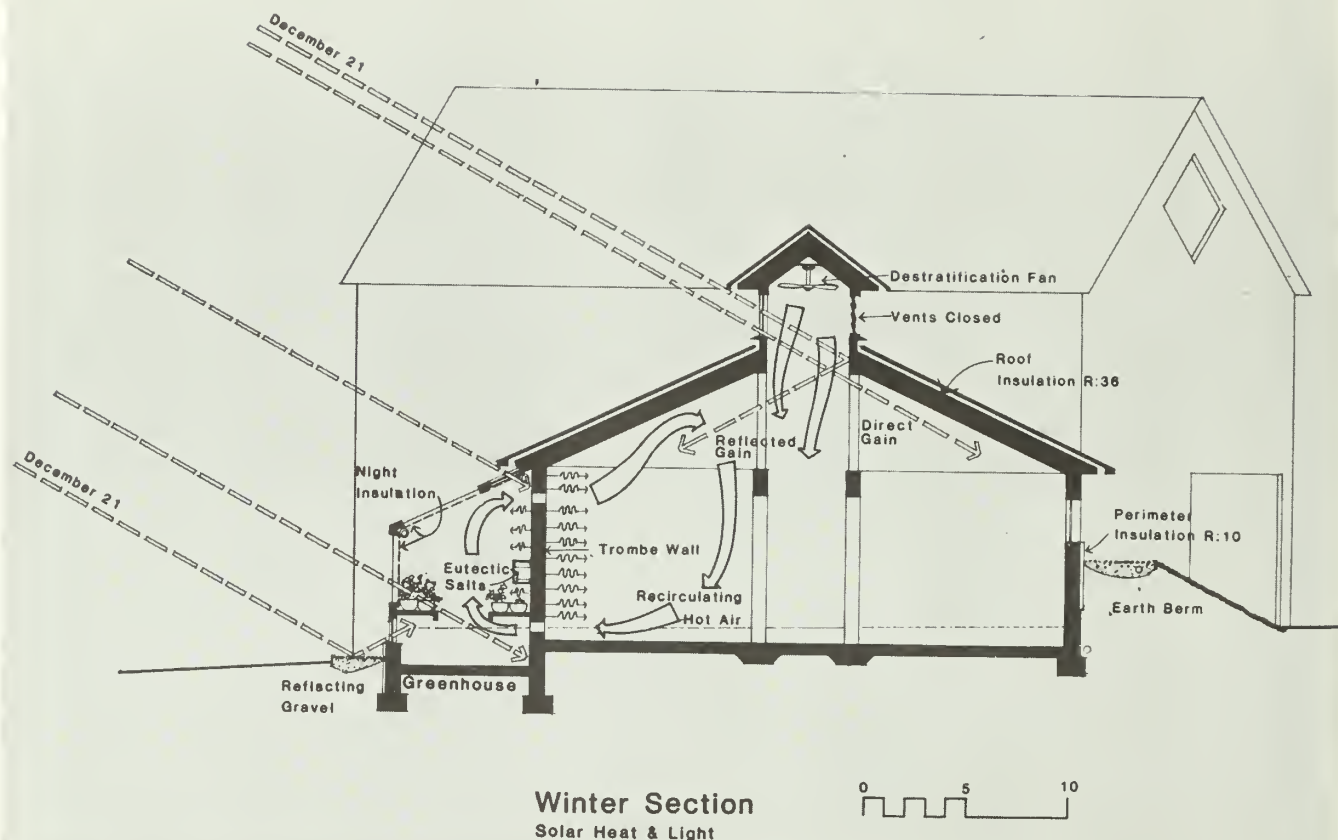 December 21
Destratification Fan
Vents Closed
Roof
Insulation R:36
Reflected
Gain
Direct
Gain
December 21
Night
Insulation
Perimeter
Insulation R:10
Trombe Wall
Eutectic
Salts
Recirculating
Hot Air
Earth Berm
Reflecting
Gravel
Greenhouse
Winter Section
Solar Heat & Light
0 5 10